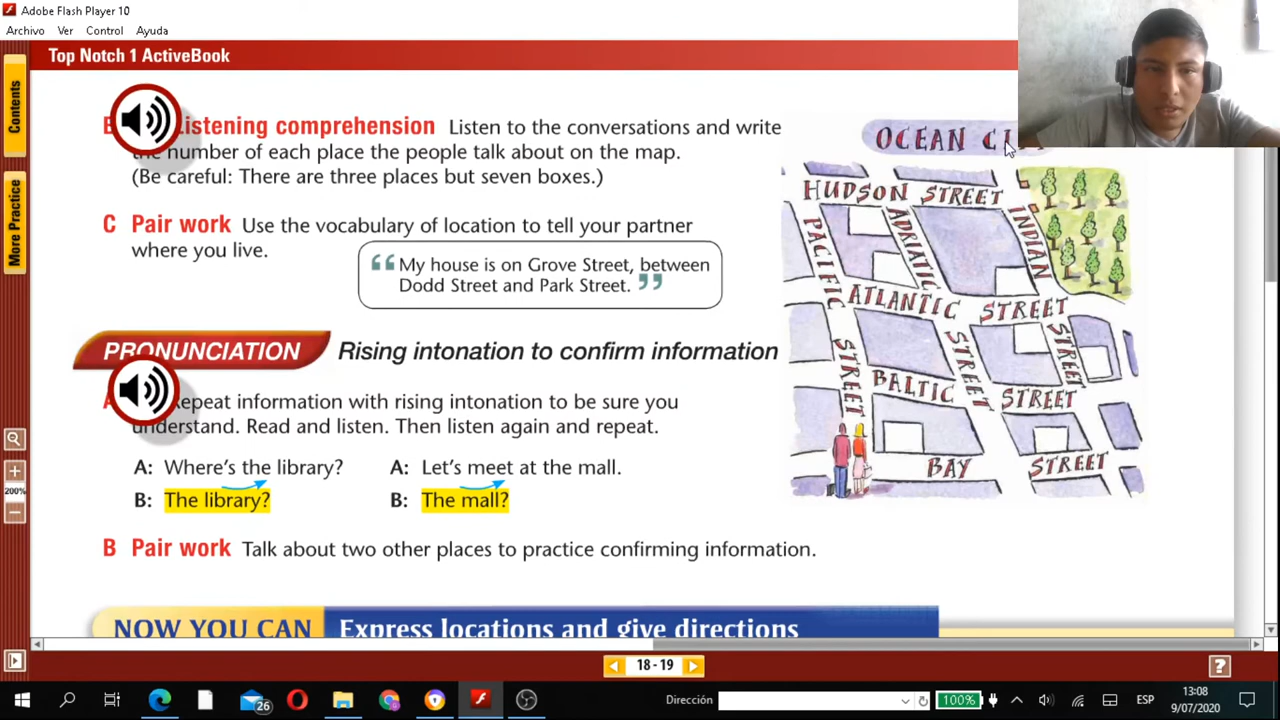 Adobe Flash Player 10
Archivo Ver Control Ayuda
Top Notch 1 ActiveBook
Contents
More Practice
Listening comprehension Listen to the conversations and write
the number of each place the people talk about on the map.
(Be careful: There are three places but seven boxes.)
C Pair work Use the vocabulary of location to tell your partner
where you live.
“My house is on Grove Street, between
Dodd Street and Park Street.”
OCEAN
HUDSON STREET
PACIFIC STREET
ADRIATIC STREET
INDIAN STREET
ATLANTIC STREET
BALTIC STREET
BAY STREET
PRONUNCIATION Rising intonation to confirm information
Repeat information with rising intonation to be sure you
understand. Read and listen. Then listen again and repeat.
A: Where's the library? A: Let's meet at the mall.
B: The library? B: The mall?
B Pair work Talk about two other places to practice confirming information.
NOW YOU CAN Express locations and give directions
200%
18 - 19
?
26
Dirección
100%
ESP
13:08
9/07/2020